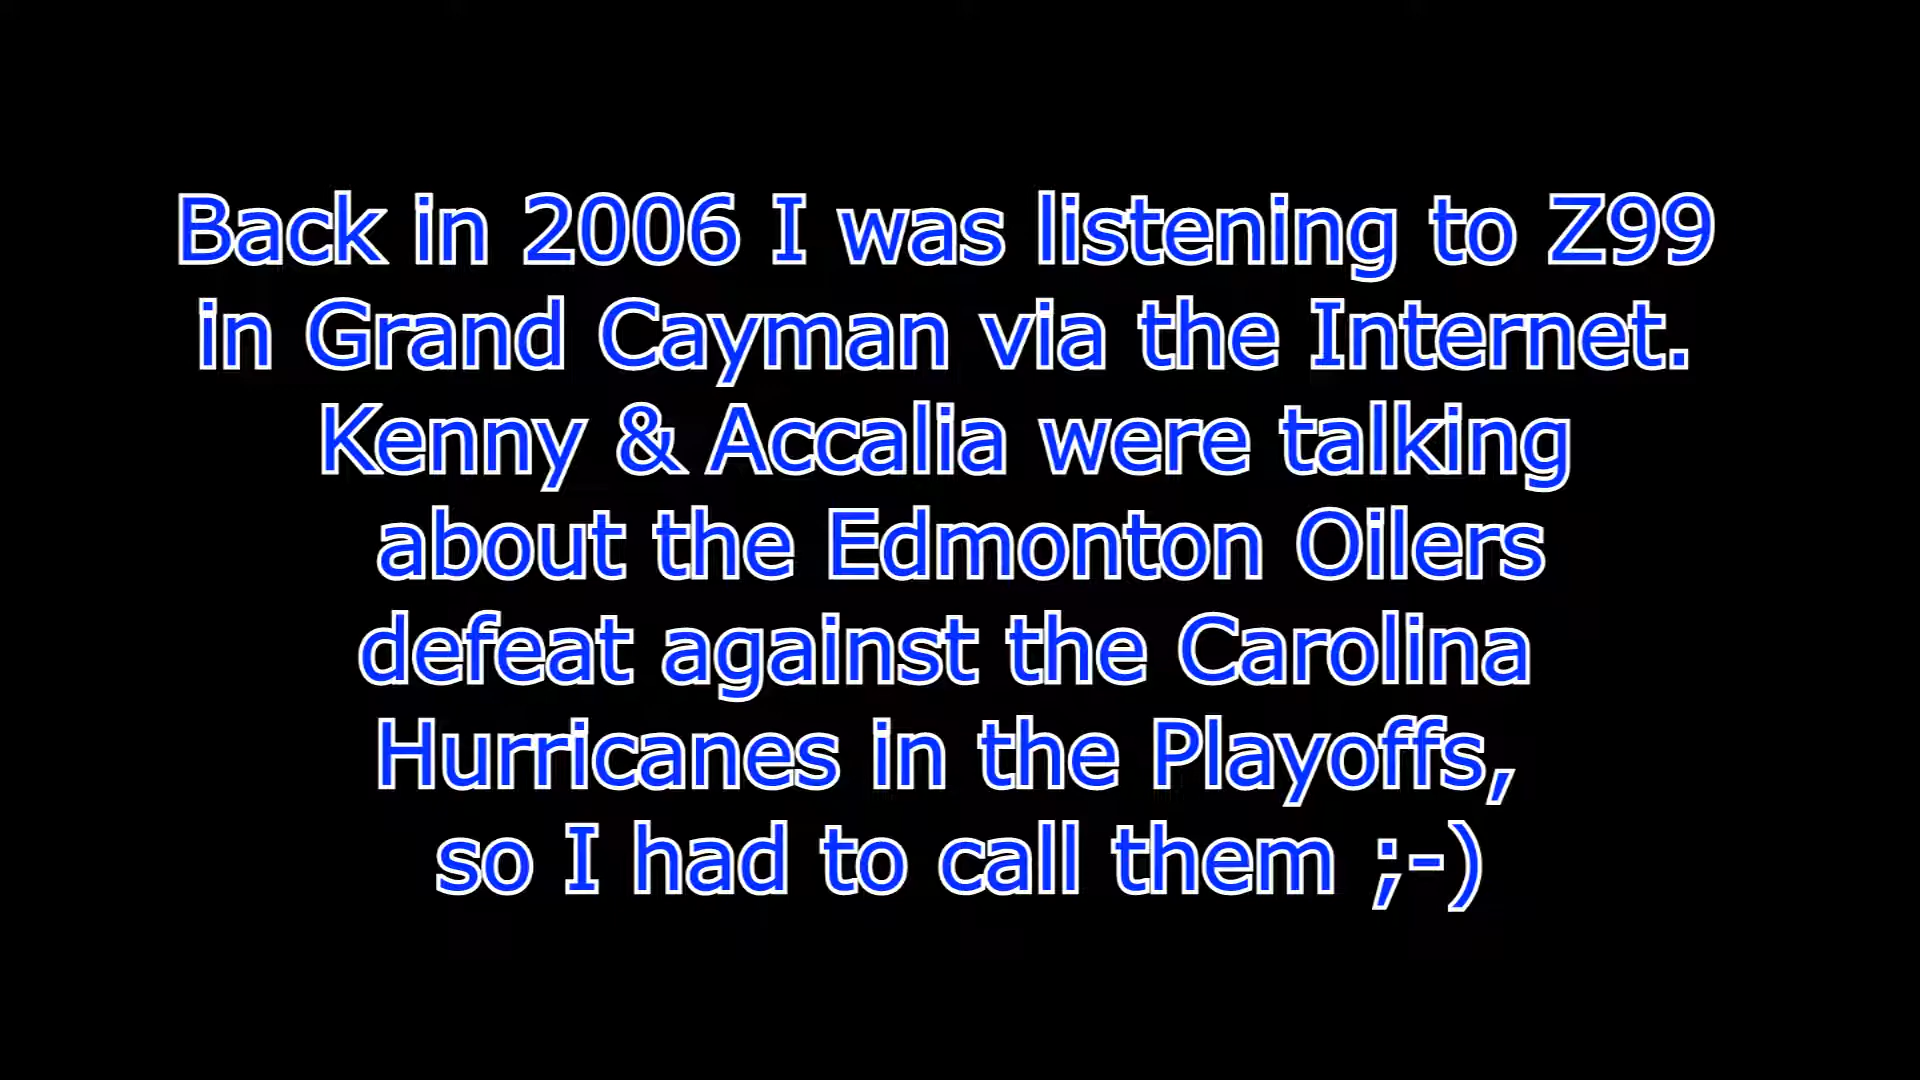 Back in 2006 I was listening to Z99
in Grand Cayman via the Internet.
Kenny & Accalia were talking
about the Edmonton Oilers
defeat against the Carolina
Hurricanes in the Playoffs,
so I had to call them ;-)